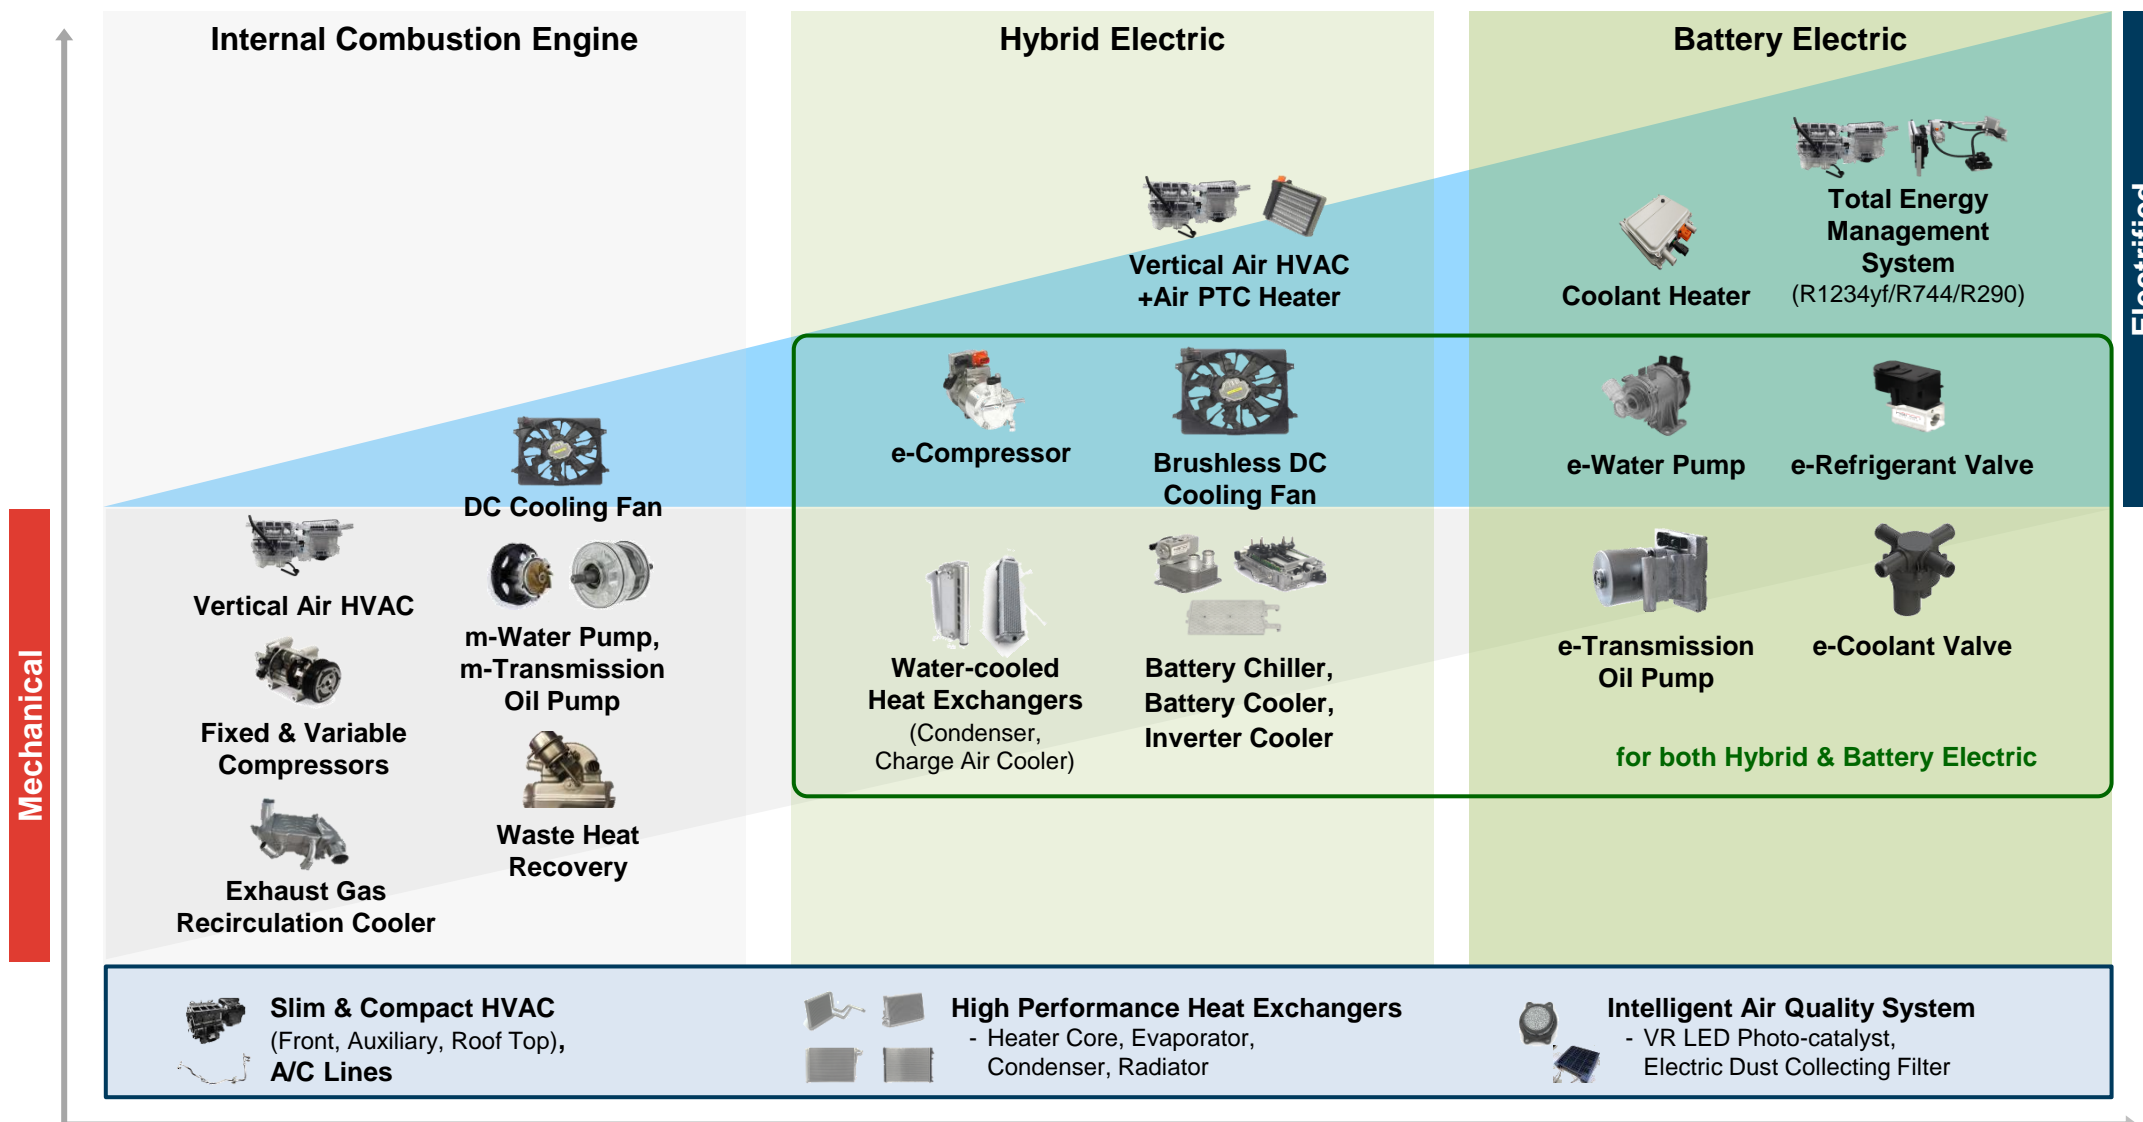 Internal Combustion Engine
Hybrid Electric
Battery Electric
Mechanical
Electrified
DC Cooling Fan
Vertical Air HVAC
m-Water Pump,
m-Transmission
Oil Pump
Fixed & Variable
Compressors
Waste Heat
Recovery
Exhaust Gas
Recirculation Cooler
Vertical Air HVAC
+Air PTC Heater
e-Compressor
Brushless DC
Cooling Fan
Water-cooled
Heat Exchangers
(Condenser,
Charge Air Cooler)
Battery Chiller,
Battery Cooler,
Inverter Cooler
Coolant Heater
Total Energy
Management
System
(R1234yf/R744/R290)
e-Water Pump
e-Refrigerant Valve
e-Transmission
Oil Pump
e-Coolant Valve
for both Hybrid & Battery Electric
Slim & Compact HVAC
(Front, Auxiliary, Roof Top),
A/C Lines
High Performance Heat Exchangers
- Heater Core, Evaporator,
Condenser, Radiator
Intelligent Air Quality System
- VR LED Photo-catalyst,
Electric Dust Collecting Filter